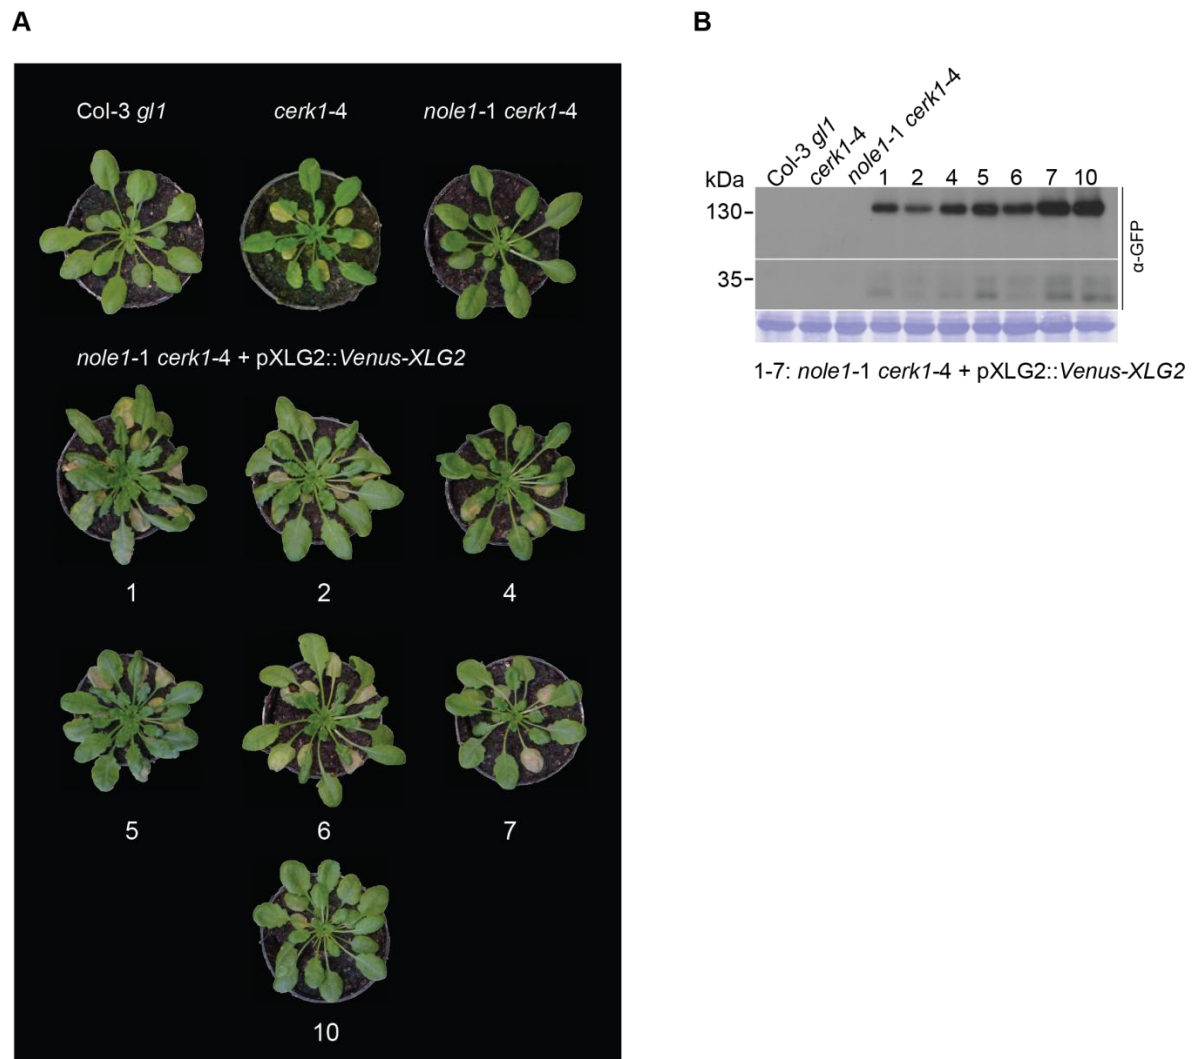 A
Col-3 gl1 cerk1-4 nole1-1 cerk1-4
nole1-1 cerk1-4 + pXLG2::Venus-XLG2
1 2 4
5 6 7
10
B
Col-3 gl1
cerk1-4
nole1-1 cerk1-4
kDa 1 2 4 5 6 7 10
130
35
α-GFP
1-7: nole1-1 cerk1-4 + pXLG2::Venus-XLG2